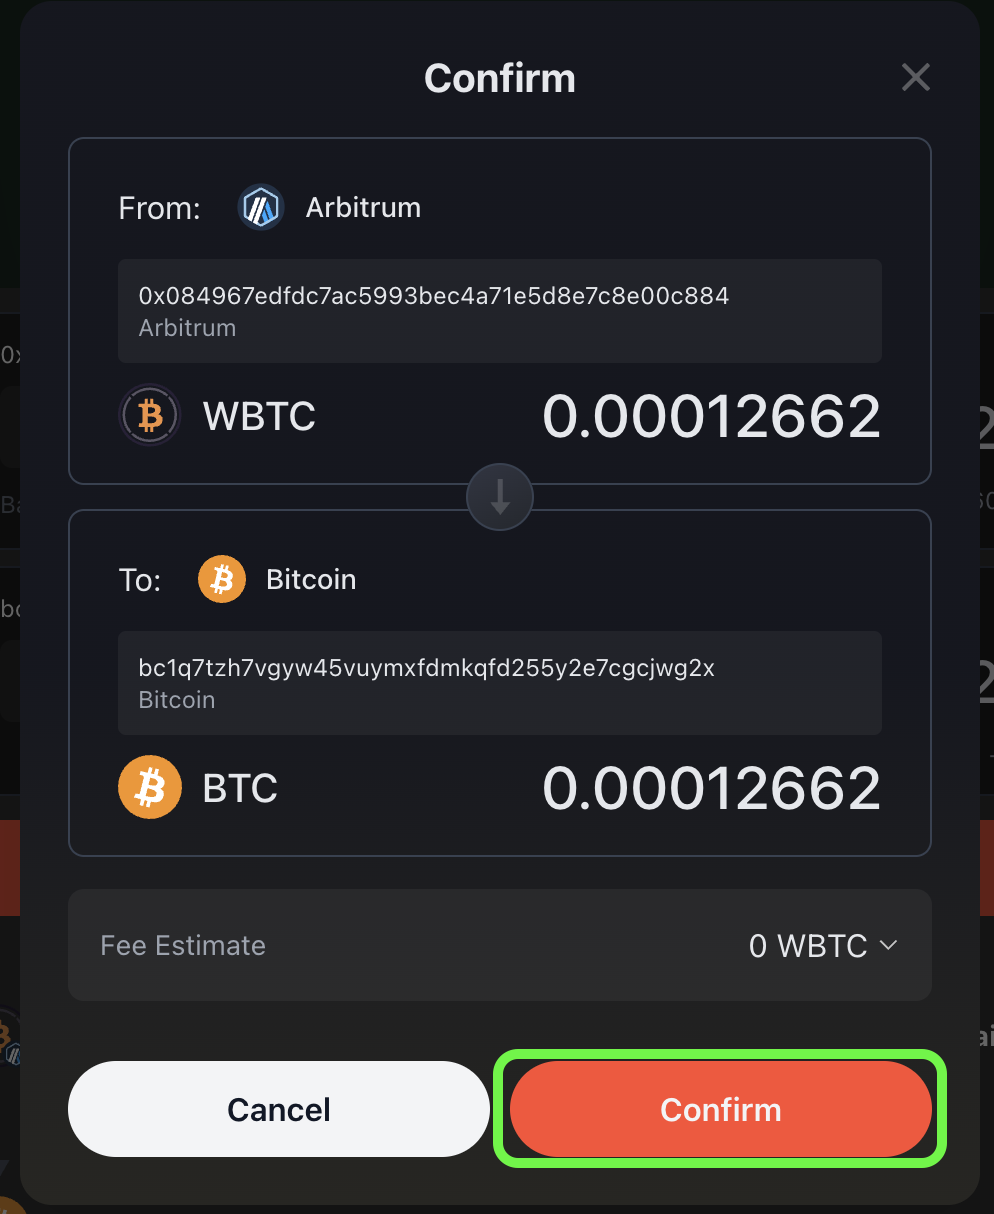 Confirm
From: Arbitrum
0x084967edfdc7ac5993bec4a71e5d8e7c8e00c884
Arbitrum
WBTC 0.00012662
To: Bitcoin
bc1q7tzh7vgyw45vuymxfdmkqfd255y2e7cgcjwg2x
Bitcoin
BTC 0.00012662
Fee Estimate 0 WBTC
Cancel Confirm